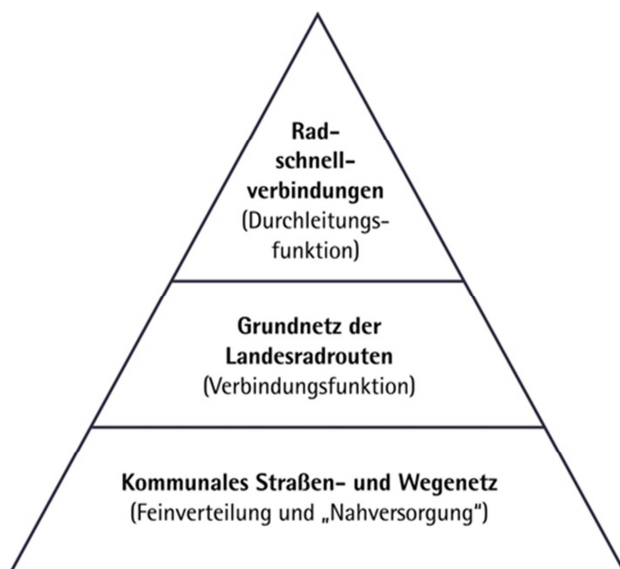 Rad-
schnell-
verbindungen
(Durchleitungs-
funktion)
Grundnetz der
Landesradrouten
(Verbindungsfunktion)
Kommunales Straßen- und Wegenetz
(Feinverteilung und „Nahversorgung“)